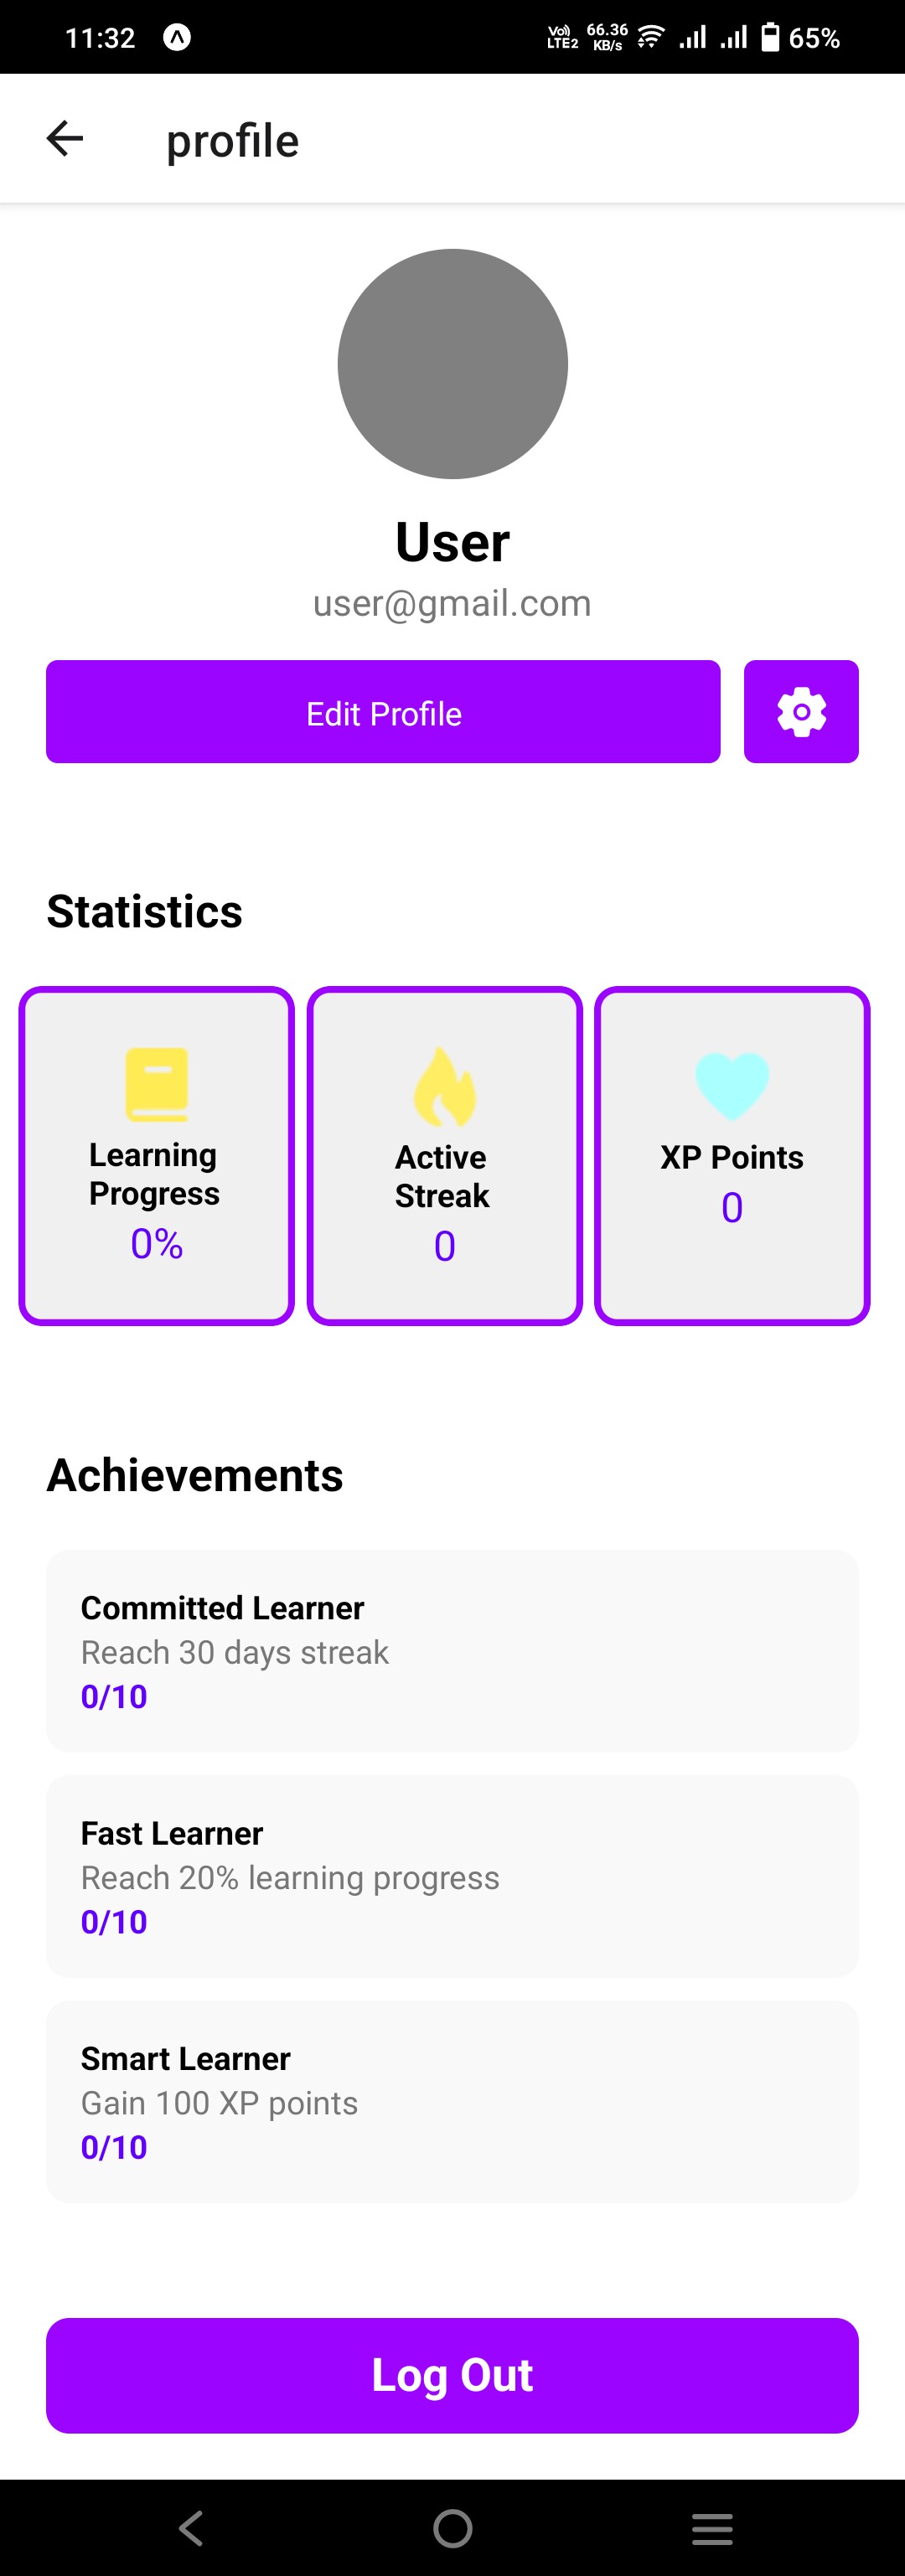 11:32
Vo)) LTE2 66.36 KB/s 65%
profile
User
user@gmail.com
Edit Profile
Statistics
Learning Progress
0%
Active Streak
0
XP Points
0
Achievements
Committed Learner
Reach 30 days streak
0/10
Fast Learner
Reach 20% learning progress
0/10
Smart Learner
Gain 100 XP points
0/10
Log Out